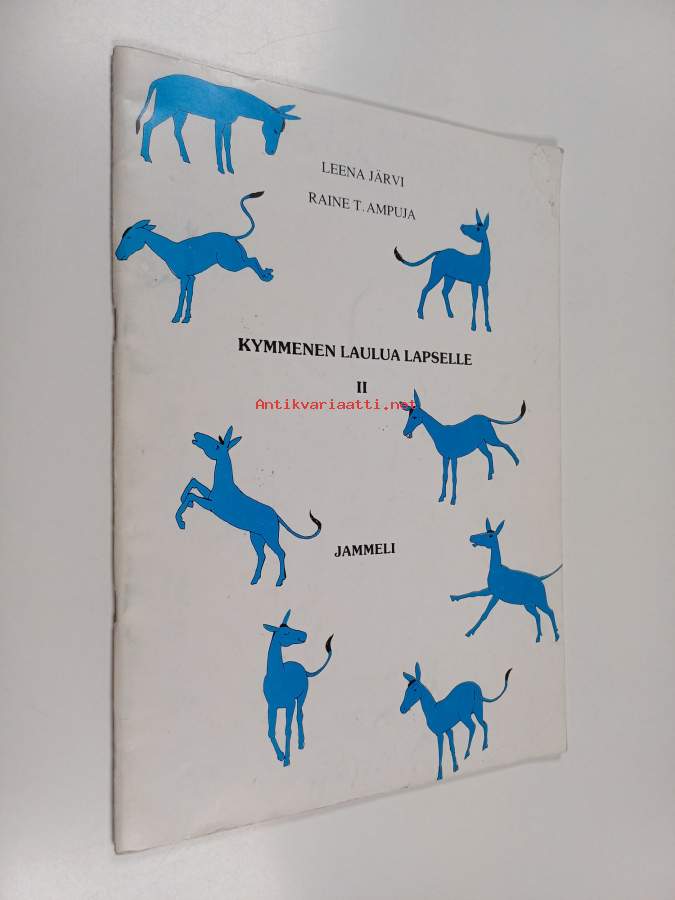 LEENA JÄRVI
RAINE T. AMPUJA
KYMMENEN LAULUA LAPSELLE
II
Antikvariaatti.net
JAMMELI